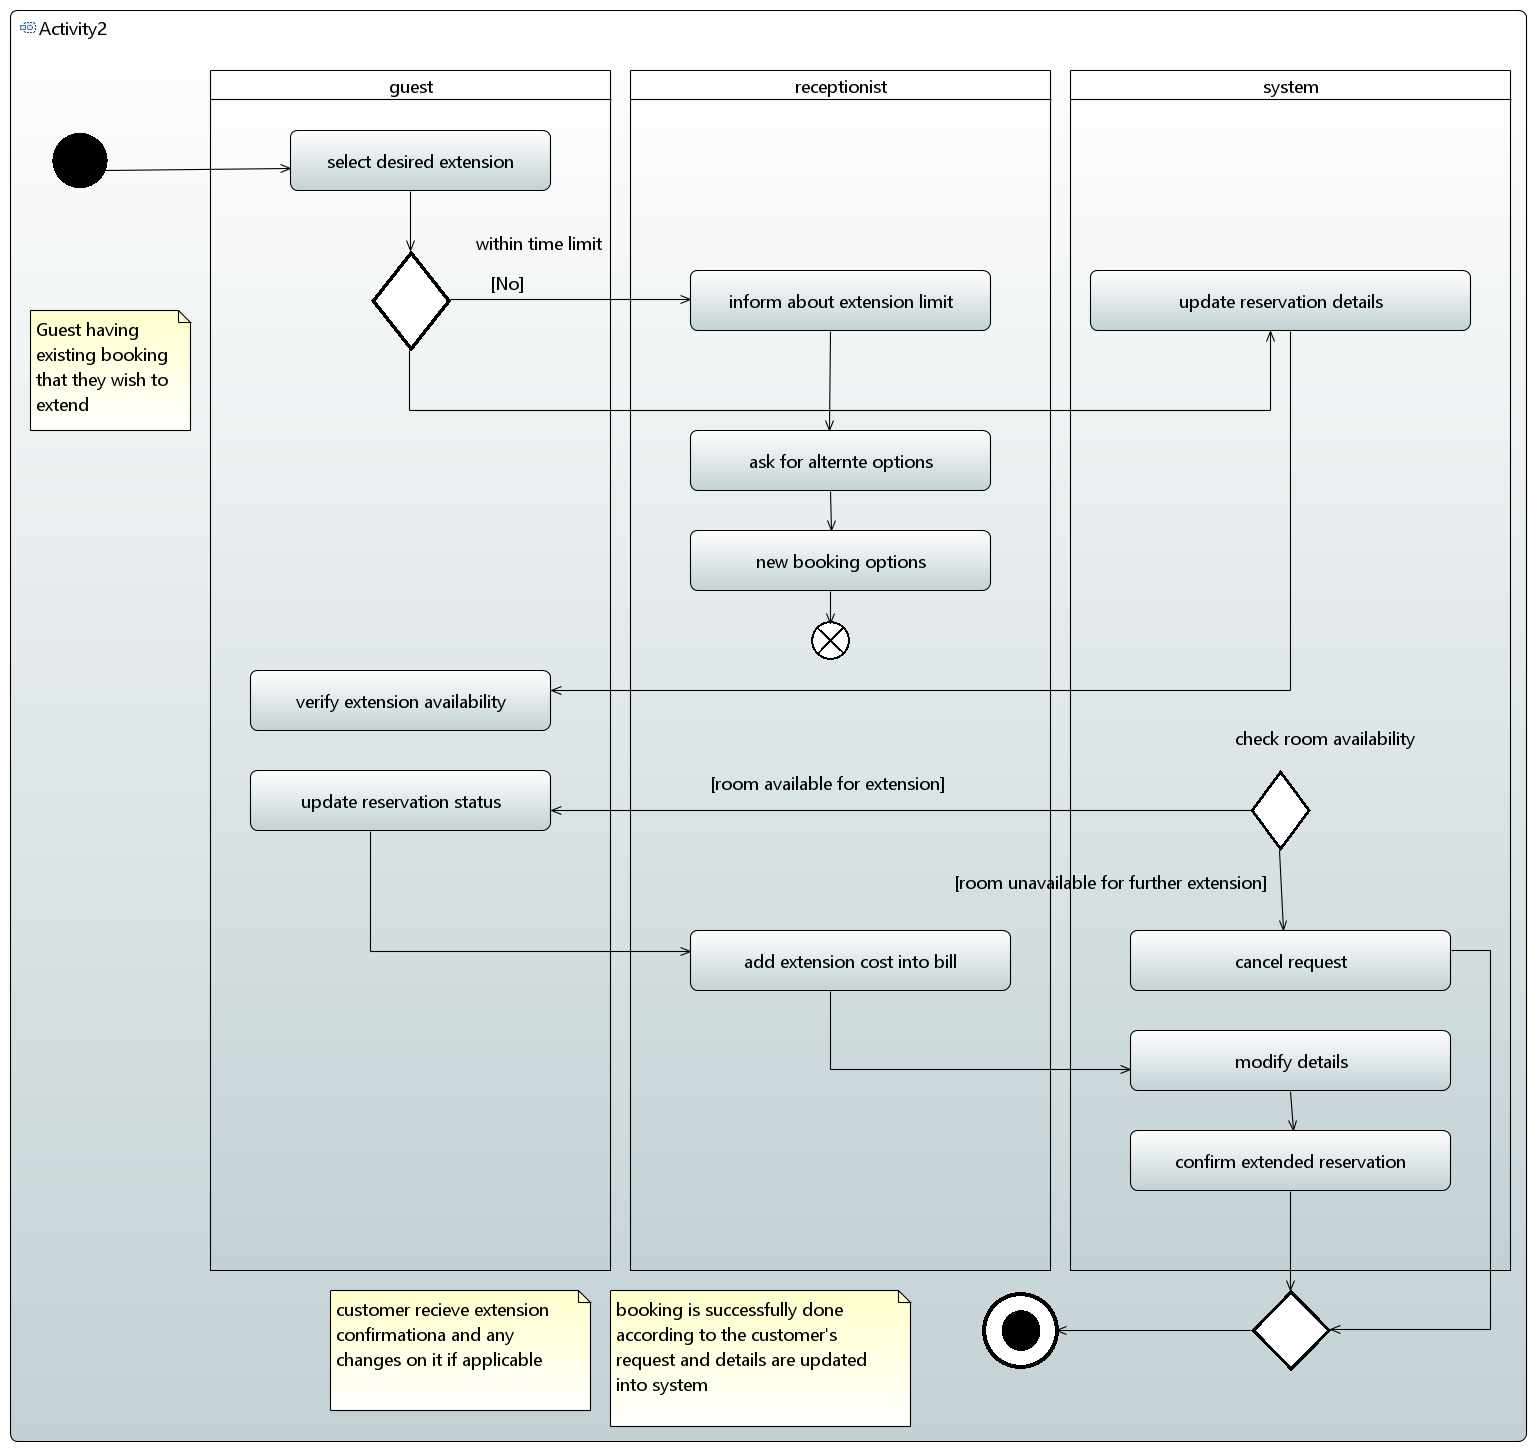 Activity2
guest
receptionist
system
select desired extension
within time limit
[No]
inform about extension limit
update reservation details
Guest having
existing booking
that they wish to
extend
ask for alternte options
new booking options
verify extension availability
check room availability
[room available for extension]
update reservation status
[room unavailable for further extension]
add extension cost into bill
cancel request
modify details
confirm extended reservation
customer recieve extension
confirmationa and any
changes on it if applicable
booking is successfully done
according to the customer's
request and details are updated
into system